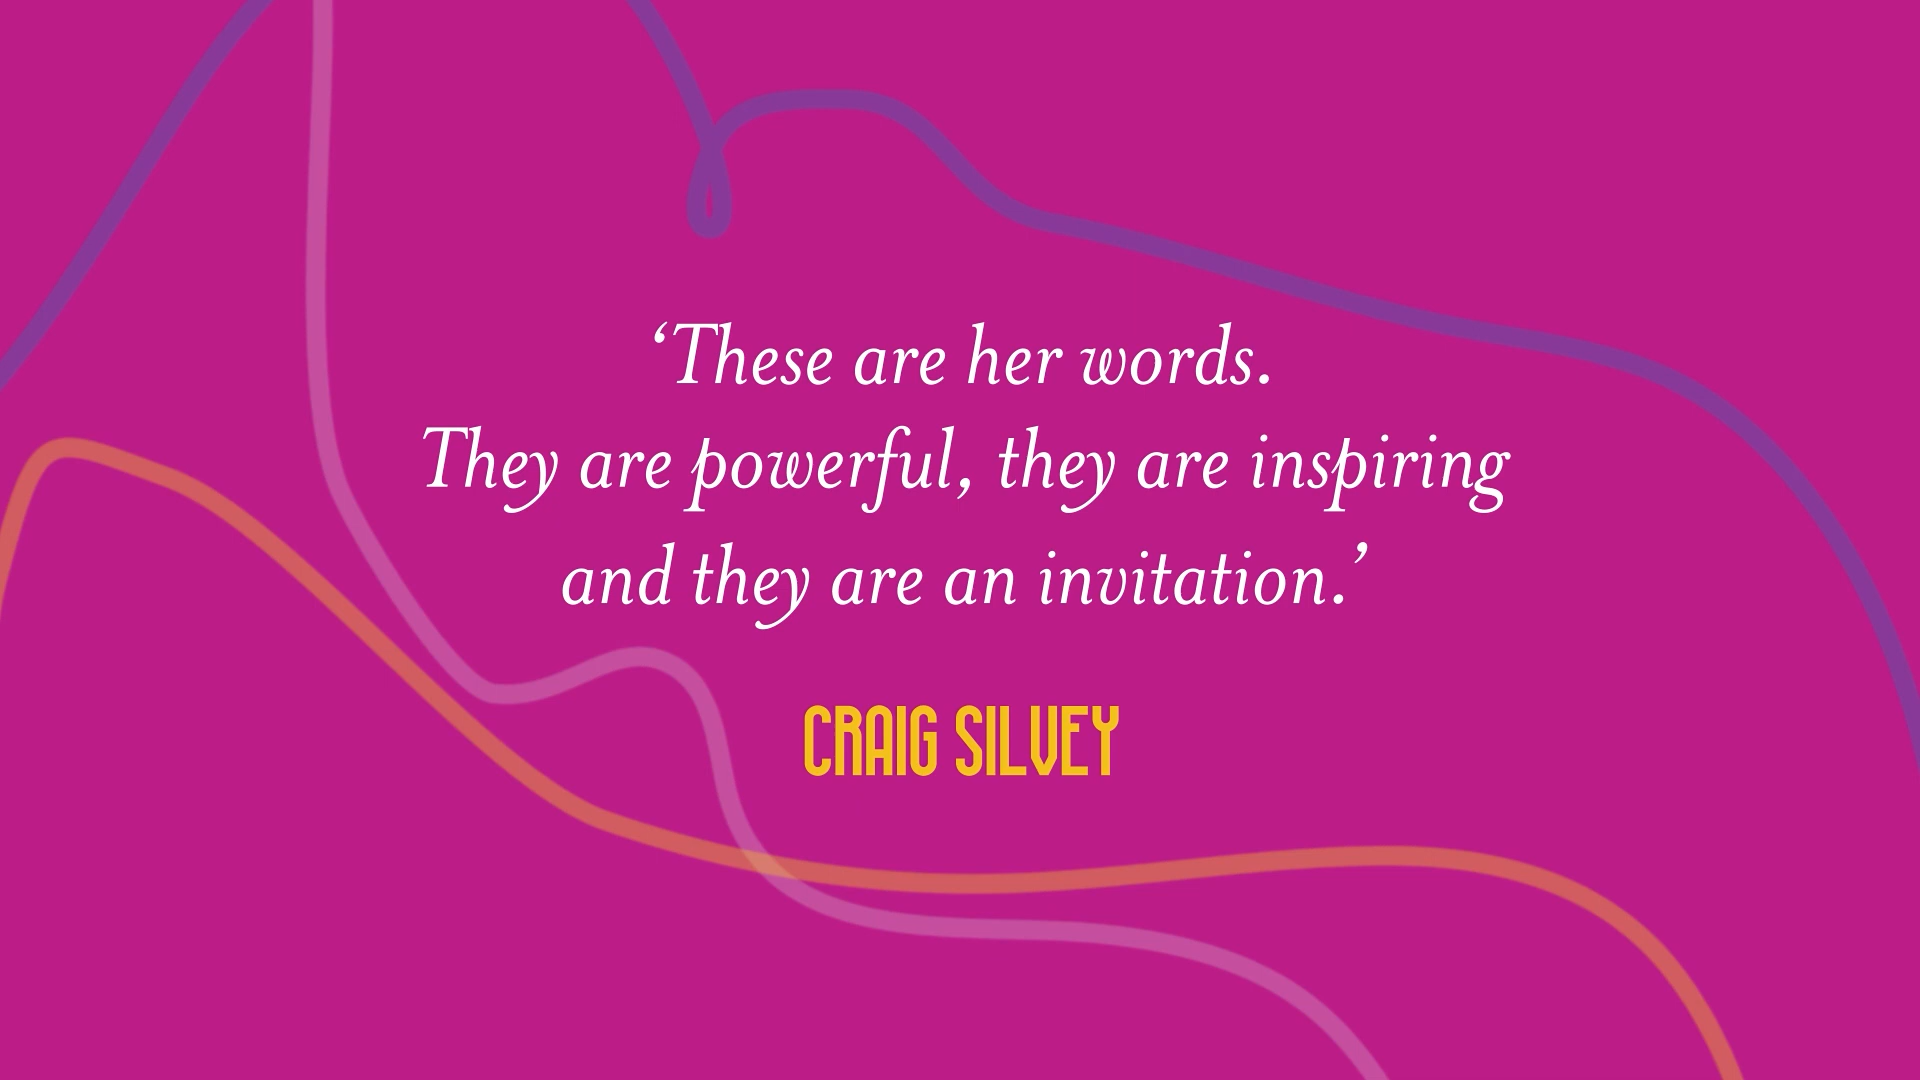 ‘These are her words.
They are powerful, they are inspiring
and they are an invitation.’
CRAIG SILVEY